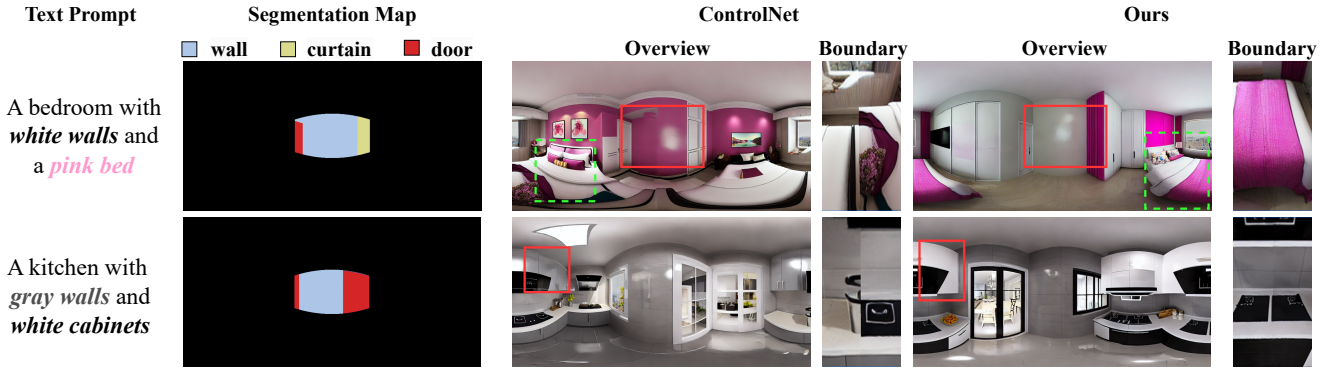 Text Prompt
Segmentation Map
ControlNet
Ours
wall
curtain
door
Overview
Boundary
Overview
Boundary
A bedroom with
white walls and
a pink bed
A kitchen with
gray walls and
white cabinets